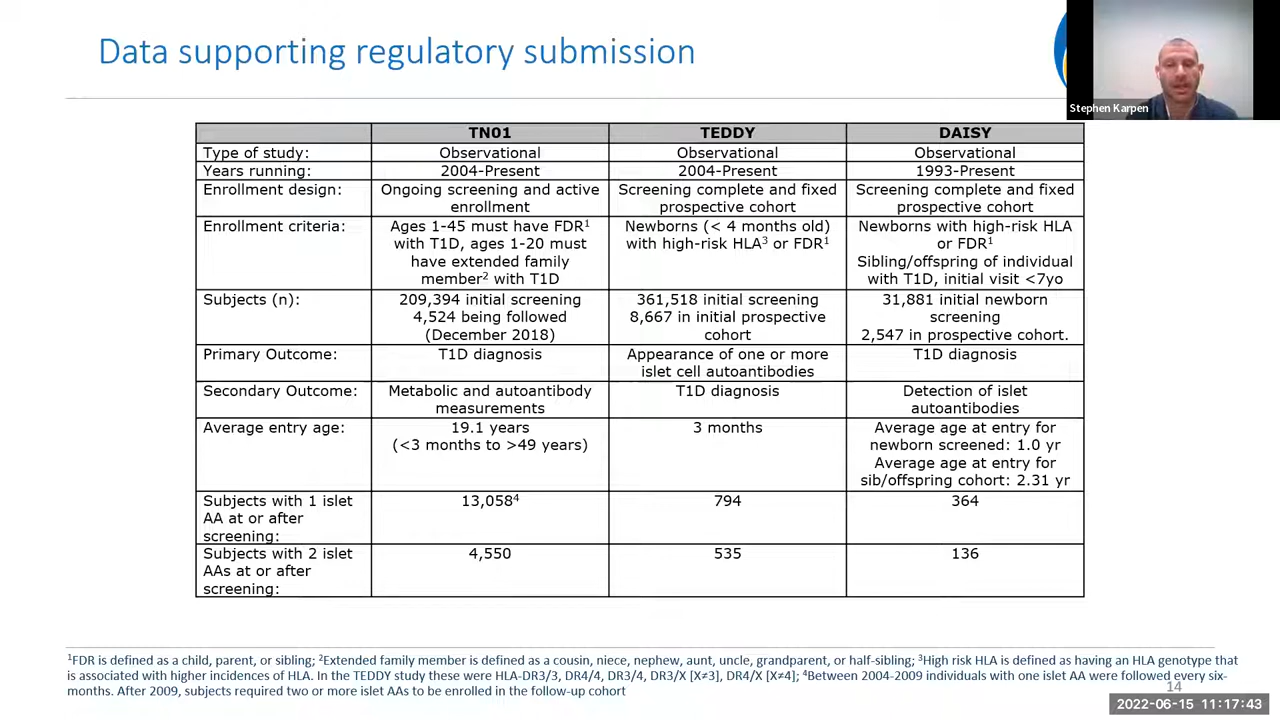 Data supporting regulatory submission
Stephen Karpen
TN01 TEDDY DAISY
Type of study: Observational Observational Observational
Years running: 2004-Present 2004-Present 1993-Present
Enrollment design: Ongoing screening and active Screening complete and fixed Screening complete and fixed
enrollment prospective cohort prospective cohort
Enrollment criteria: Ages 1-45 must have FDR¹ Newborns (< 4 months old) Newborns with high-risk HLA
with T1D, ages 1-20 must with high-risk HLA³ or FDR¹ or FDR¹
have extended family Sibling/offspring of individual
member² with T1D with T1D, initial visit <7yo
Subjects (n): 209,394 initial screening 361,518 initial screening 31,881 initial newborn
4,524 being followed 8,667 in initial prospective screening
(December 2018) cohort 2,547 in prospective cohort.
Primary Outcome: T1D diagnosis Appearance of one or more T1D diagnosis
islet cell autoantibodies
Secondary Outcome: Metabolic and autoantibody T1D diagnosis Detection of islet
measurements autoantibodies
Average entry age: 19.1 years 3 months Average age at entry for
(<3 months to >49 years) newborn screened: 1.0 yr
Average age at entry for
sib/offspring cohort: 2.31 yr
Subjects with 1 islet 13,058⁴ 794 364
AA at or after
screening:
Subjects with 2 islet 4,550 535 136
AAs at or after
screening:
¹FDR is defined as a child, parent, or sibling; ²Extended family member is defined as a cousin, niece, nephew, aunt, uncle, grandparent, or half-sibling; ³High risk HLA is defined as having an HLA genotype that
is associated with higher incidences of HLA. In the TEDDY study these were HLA-DR3/3, DR4/4, DR3/4, DR3/X [X≠3], DR4/X [X≠4]; ⁴Between 2004-2009 individuals with one islet AA were followed every six-
months. After 2009, subjects required two or more islet AAs to be enrolled in the follow-up cohort
14
2022-06-15 11:17:43